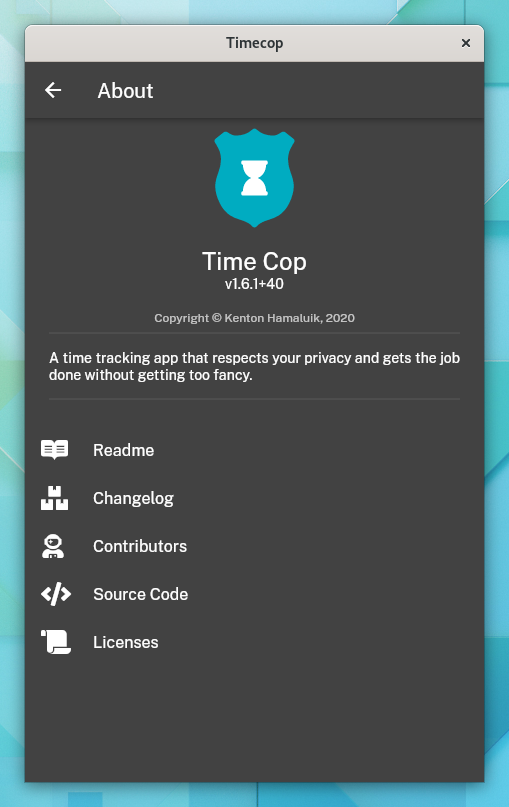 Timecop
About
Time Cop
v1.6.1+40
Copyright © Kenton Hamaluik, 2020
A time tracking app that respects your privacy and gets the job
done without getting too fancy.
Readme
Changelog
Contributors
Source Code
Licenses